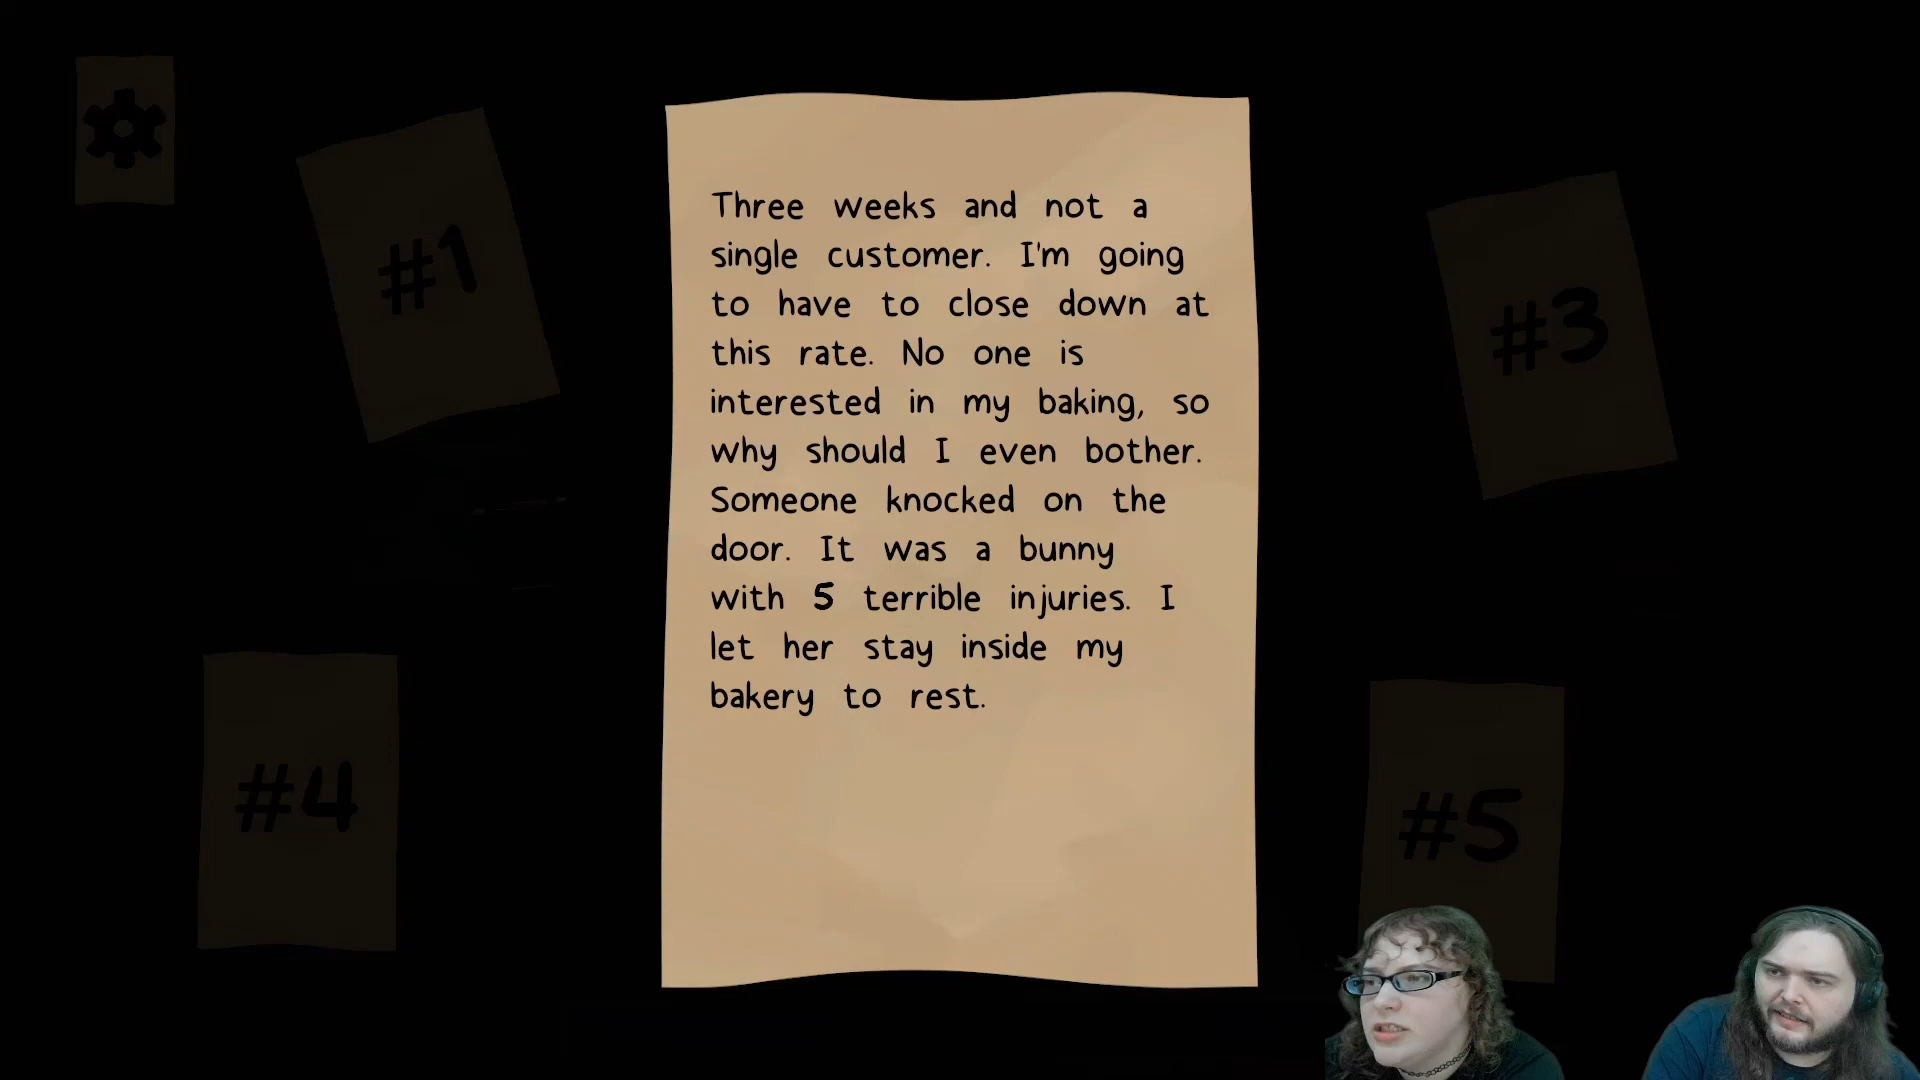 #1
Three weeks and not a
single customer. I'm going
to have to close down at
this rate. No one is
interested in my baking, so
why should I even bother.
Someone knocked on the
door. It was a bunny
with 5 terrible injuries. I
let her stay inside my
bakery to rest.
#3
#4
#5